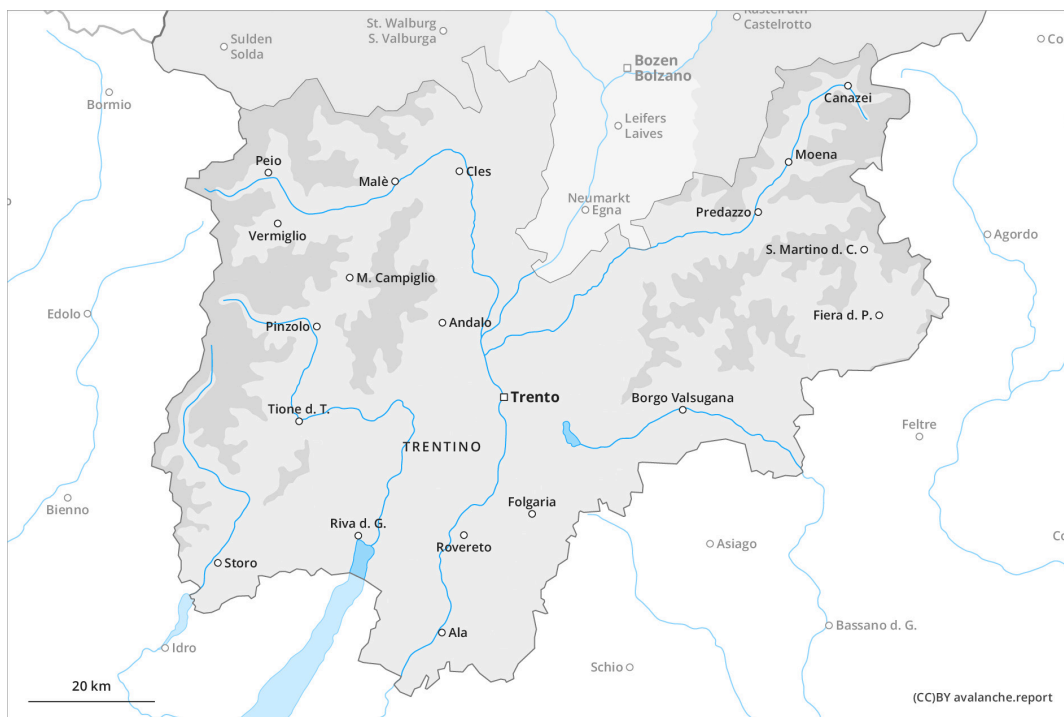 Kastelruth
Castelrotto
St. Walburg
S. Valburga
Sulden
Solda
Bozen
Bolzano
Bormio
Canazei
Leifers
Laives
Moena
Peio
Malè
Cles
Neumarkt
Egna
Predazzo
Vermiglio
Agordo
S. Martino d. C.
M. Campiglio
Edolo
Pinzolo
Andalo
Fiera d. P.
Trento
Borgo Valsugana
Tione d. T.
Feltre
TRENTINO
Bienno
Folgaria
Riva d. G.
Rovereto
Asiago
Storo
Ala
Bassano d. G.
Idro
Schio
20 km
(CC)BY avalanche.report